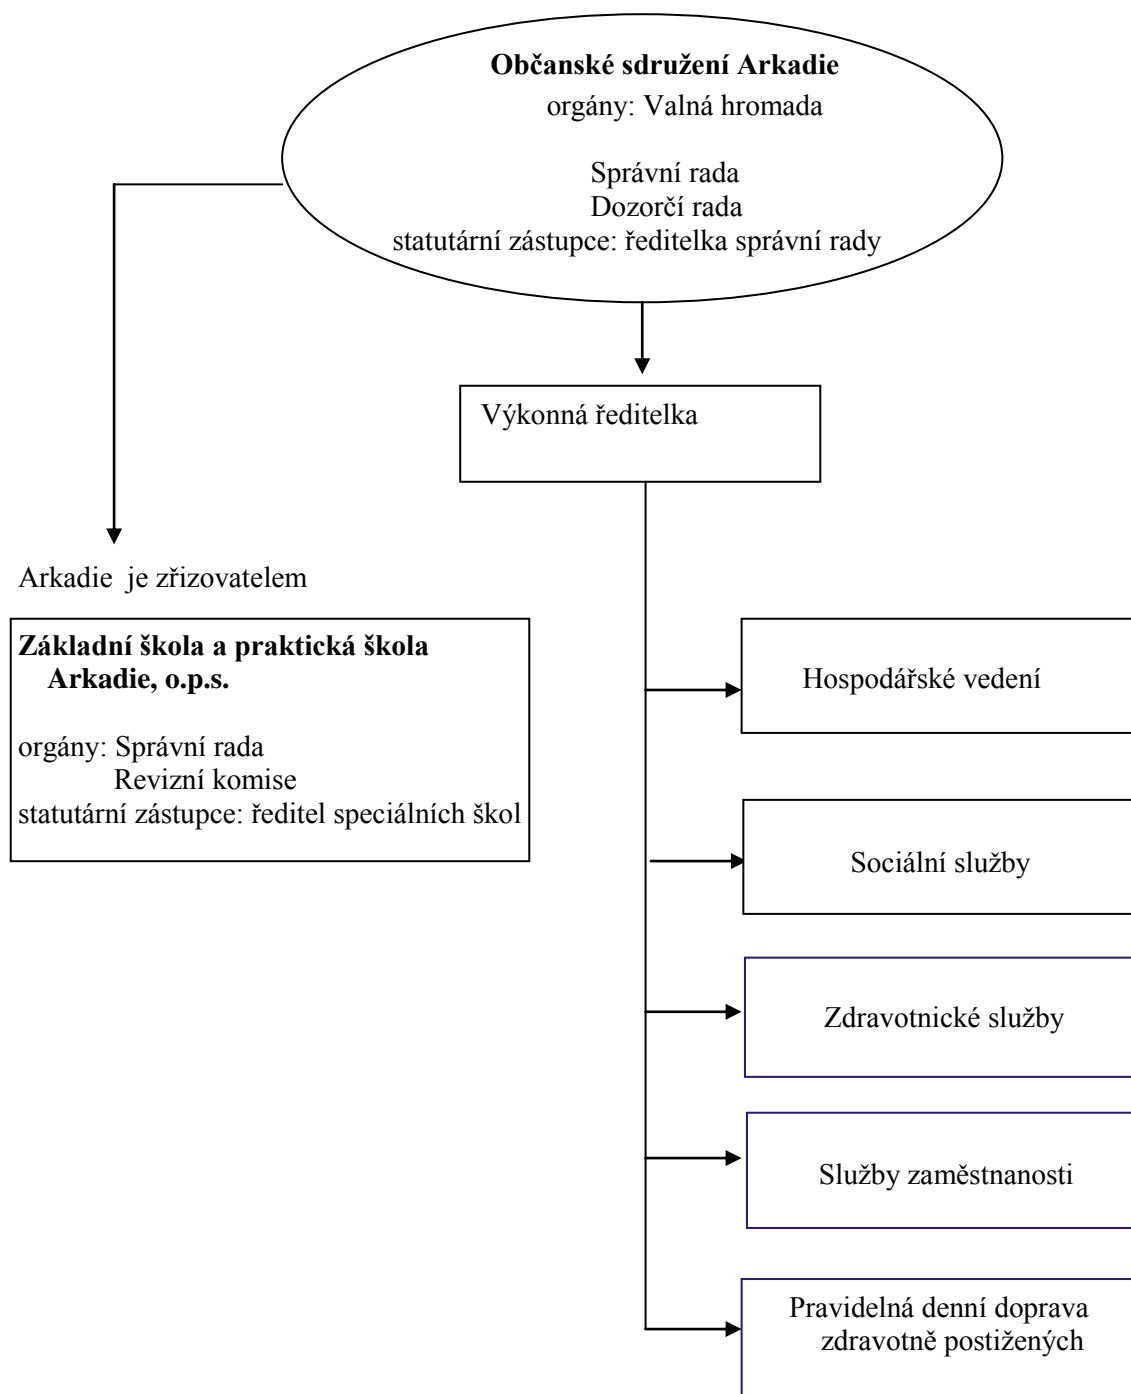 Občanské sdružení Arkadie
orgány: Valná hromada
Správní rada
Dozorčí rada
statutární zástupce: ředitelka správní rady
Výkonná ředitelka
Arkadie je zřizovatelem
Základní škola a praktická škola
Arkadie, o.p.s.
orgány: Správní rada
Revizní komise
statutární zástupce: ředitel speciálních škol
Hospodářské vedení
Sociální služby
Zdravotnické služby
Služby zaměstnanosti
Pravidelná denní doprava
zdravotně postižených